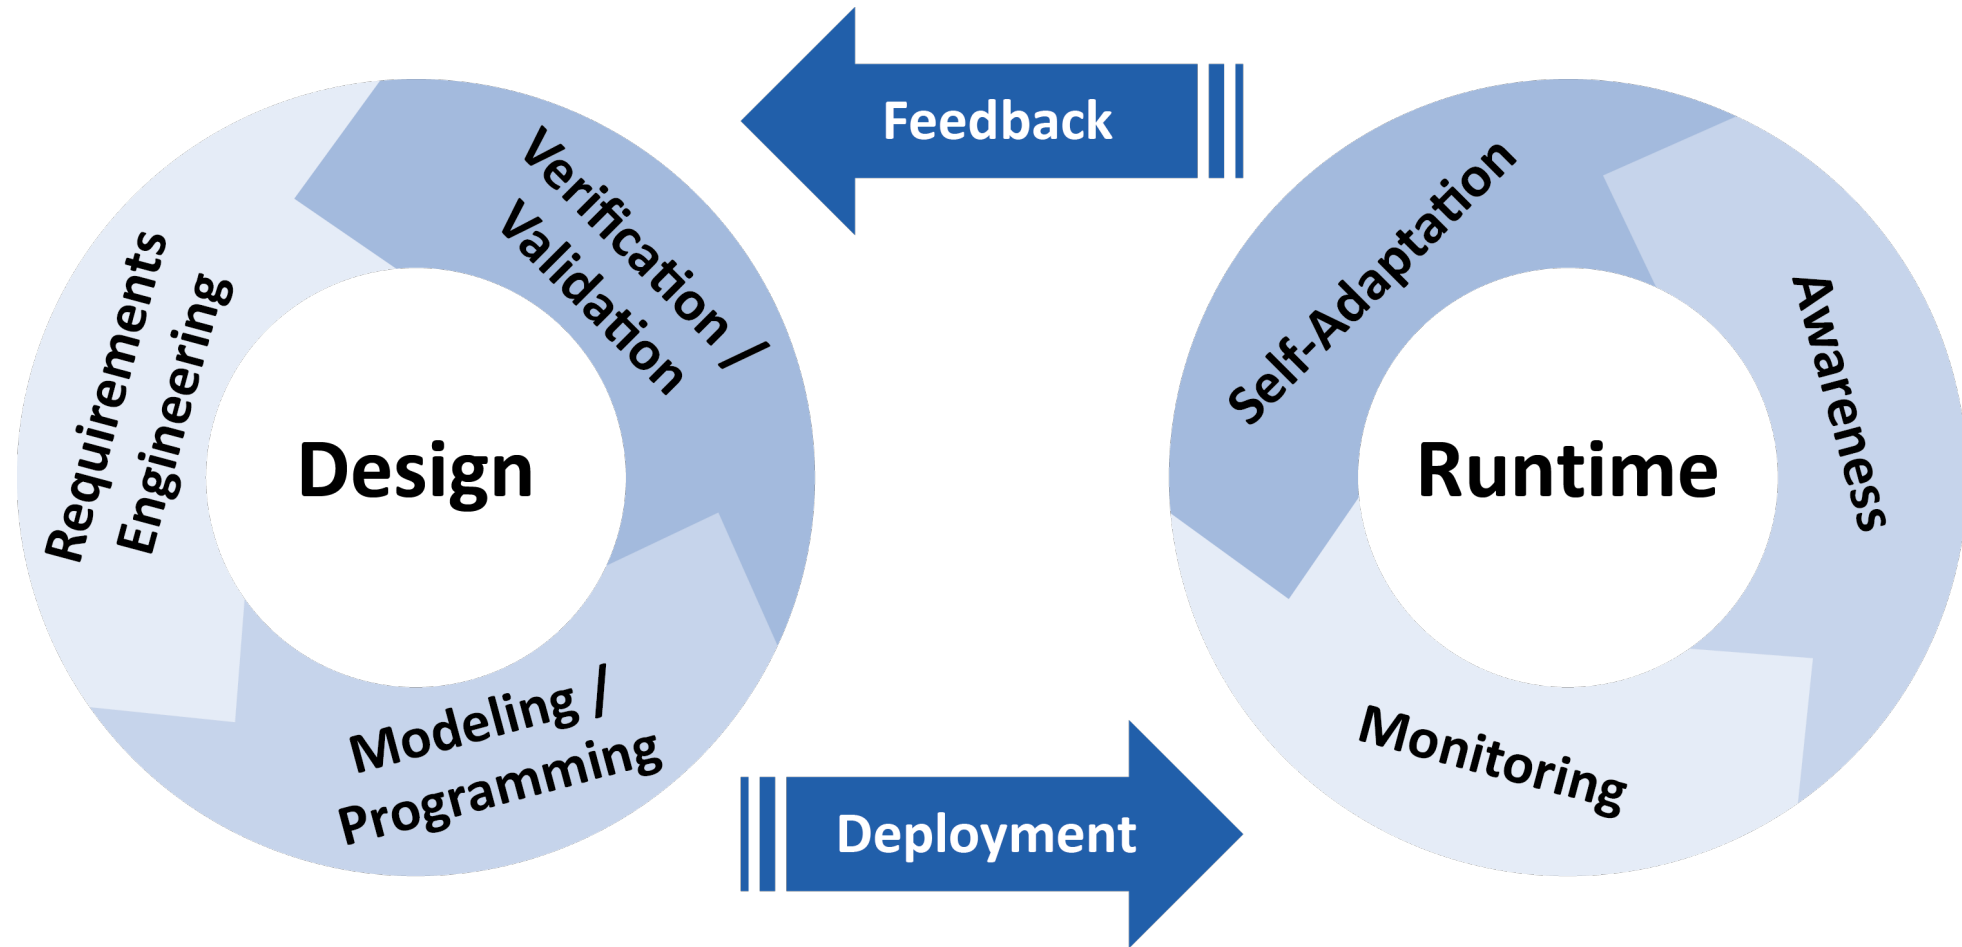 Requirements
Engineering
Verification /
Validation
Modeling /
Programming
Design
Feedback
Deployment
Self-Adaptation
Awareness
Monitoring
Runtime